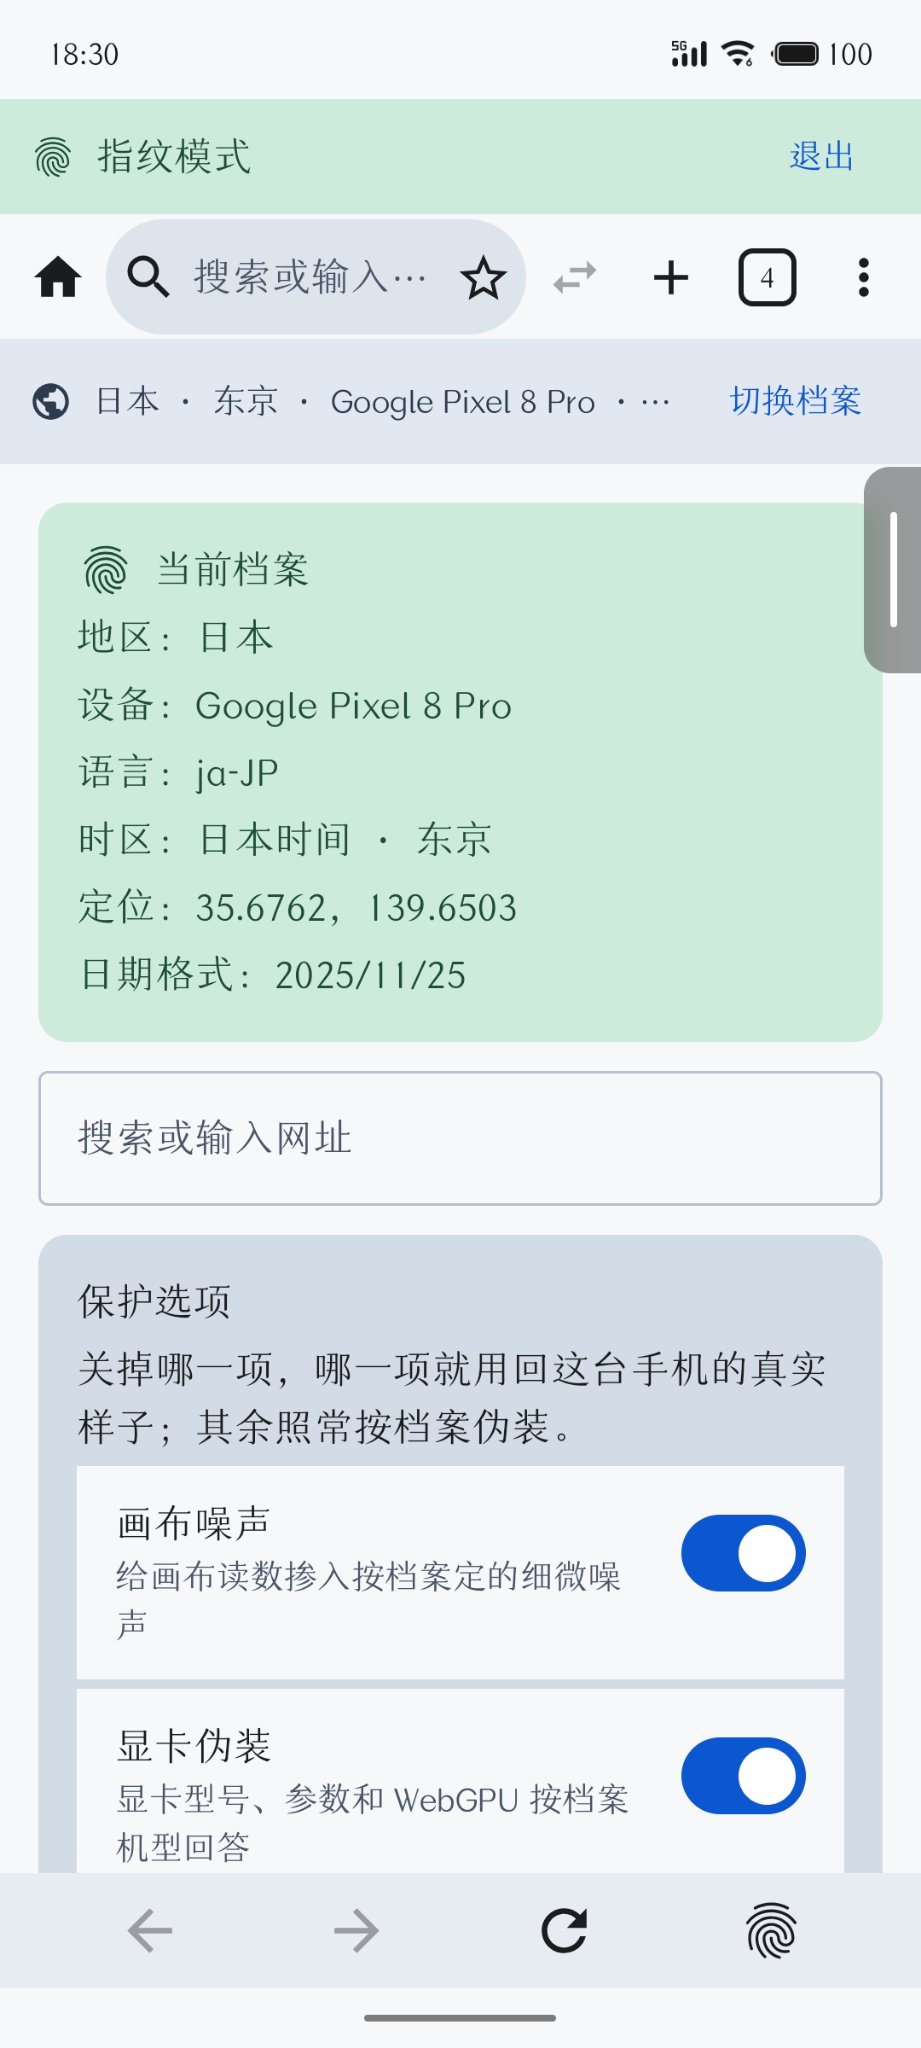 18:30
5G
6
100
指纹模式
退出
搜索或输入…
4
日本 · 东京 · Google Pixel 8 Pro · …
切换档案
当前档案
地区：日本
设备：Google Pixel 8 Pro
语言：ja-JP
时区：日本时间 · 东京
定位：35.6762，139.6503
日期格式：2025/11/25
搜索或输入网址
保护选项
关掉哪一项，哪一项就用回这台手机的真实
样子；其余照常按档案伪装。
画布噪声
给画布读数掺入按档案定的细微噪
声
显卡伪装
显卡型号、参数和 WebGPU 按档案
机型回答